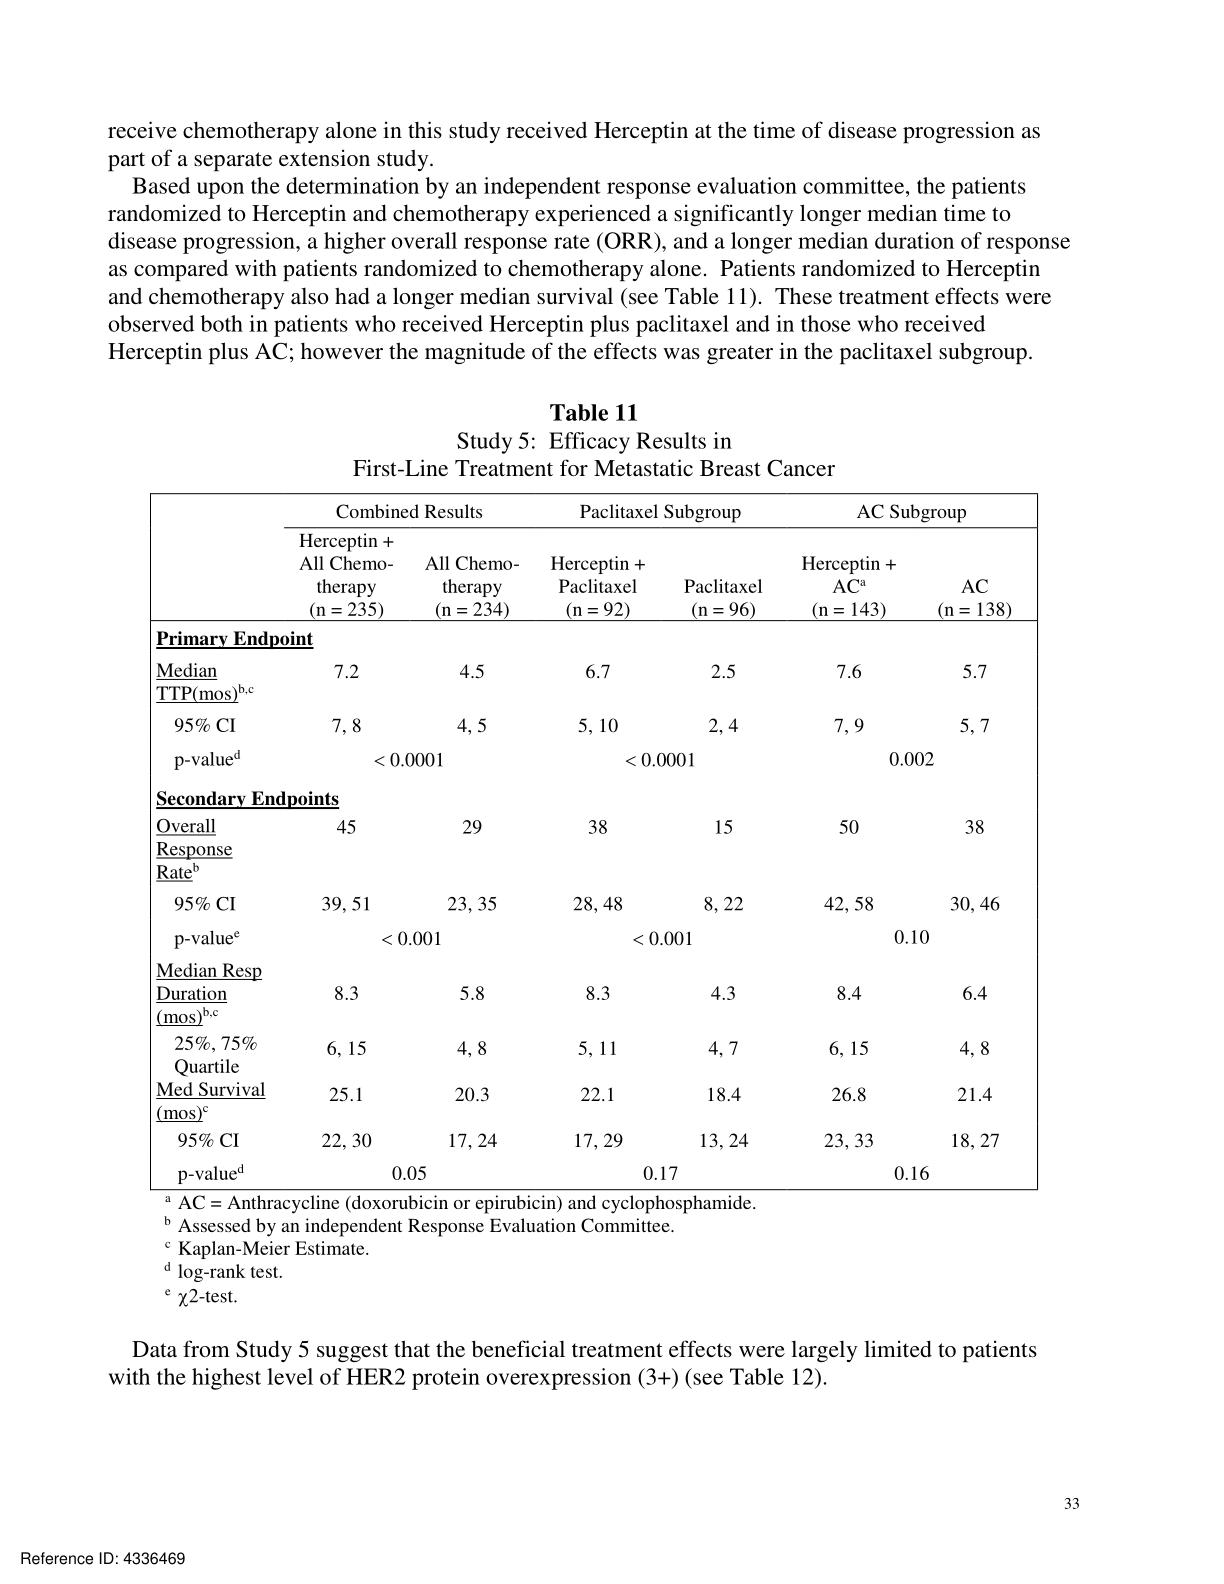 receive chemotherapy alone in this study received Herceptin at the time of disease progression as
part of a separate extension study.
Based upon the determination by an independent response evaluation committee, the patients
randomized to Herceptin and chemotherapy experienced a significantly longer median time to
disease progression, a higher overall response rate (ORR), and a longer median duration of response
as compared with patients randomized to chemotherapy alone.  Patients randomized to Herceptin
and chemotherapy also had a longer median survival (see Table 11).  These treatment effects were
observed both in patients who received Herceptin plus paclitaxel and in those who received
Herceptin plus AC; however the magnitude of the effects was greater in the paclitaxel subgroup.
Table 11
Study 5:  Efficacy Results in
First-Line Treatment for Metastatic Breast Cancer
Combined Results Paclitaxel Subgroup AC Subgroup
Herceptin +
All Chemo- All Chemo- Herceptin + Herceptin +
therapy therapy Paclitaxel Paclitaxel ACᵃ AC
(n = 235) (n = 234) (n = 92) (n = 96) (n = 143) (n = 138)
Primary Endpoint
Median 7.2 4.5 6.7 2.5 7.6 5.7
TTP(mos)ᵇ,ᶜ
95% CI 7, 8 4, 5 5, 10 2, 4 7, 9 5, 7
p-valueᵈ < 0.0001 < 0.0001 0.002
Secondary Endpoints
Overall 45 29 38 15 50 38
Response
Rateᵇ
95% CI 39, 51 23, 35 28, 48 8, 22 42, 58 30, 46
p-valueᵉ < 0.001 < 0.001 0.10
Median Resp
Duration 8.3 5.8 8.3 4.3 8.4 6.4
(mos)ᵇ,ᶜ
25%, 75% 6, 15 4, 8 5, 11 4, 7 6, 15 4, 8
Quartile
Med Survival 25.1 20.3 22.1 18.4 26.8 21.4
(mos)ᶜ
95% CI 22, 30 17, 24 17, 29 13, 24 23, 33 18, 27
p-valueᵈ 0.05 0.17 0.16
ᵃ AC = Anthracycline (doxorubicin or epirubicin) and cyclophosphamide.
ᵇ Assessed by an independent Response Evaluation Committee.
ᶜ Kaplan-Meier Estimate.
ᵈ log-rank test.
ᵉ χ2-test.
Data from Study 5 suggest that the beneficial treatment effects were largely limited to patients
with the highest level of HER2 protein overexpression (3+) (see Table 12).
33
Reference ID: 4336469